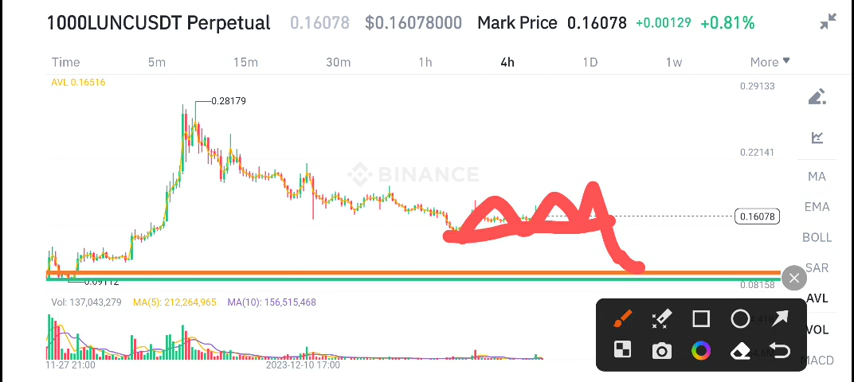 1000LUNCUSDT Perpetual 0.16078 $0.16078000 Mark Price 0.16078 +0.00129 +0.81%
Time 5m 15m 30m 1h 4h 1D 1w More
AVL 0.16516
0.29133
0.28179
0.22141
BINANCE
MA
EMA
0.16078
BOLL
SAR
0.09112
0.08158
AVL
Vol: 137,043,279 MA(5): 212,264,965 MA(10): 156,515,468
VOL
MACD
11-27 21:00 2023-12-10 17:00